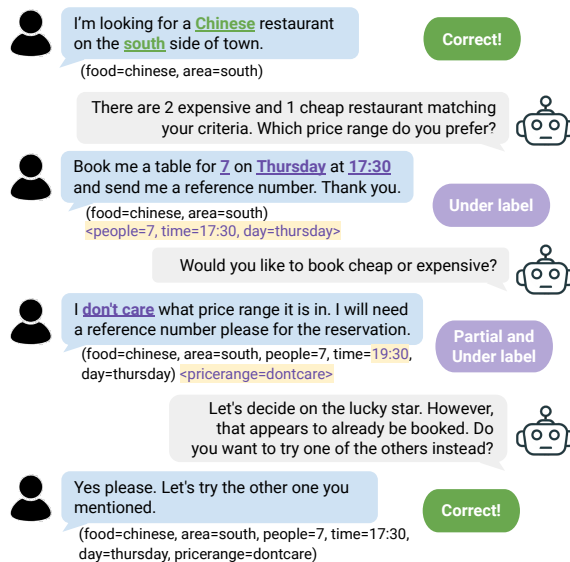 I'm looking for a Chinese restaurant
on the south side of town.
Correct!
(food=chinese, area=south)
There are 2 expensive and 1 cheap restaurant matching
your criteria. Which price range do you prefer?
Book me a table for 7 on Thursday at 17:30
and send me a reference number. Thank you.
Under label
(food=chinese, area=south)
<people=7, time=17:30, day=thursday>
Would you like to book cheap or expensive?
I don't care what price range it is in. I will need
a reference number please for the reservation.
Partial and
Under label
(food=chinese, area=south, people=7, time=19:30,
day=thursday) <pricerange=dontcare>
Let's decide on the lucky star. However,
that appears to already be booked. Do
you want to try one of the others instead?
Yes please. Let's try the other one you
mentioned.
Correct!
(food=chinese, area=south, people=7, time=17:30,
day=thursday, pricerange=dontcare)